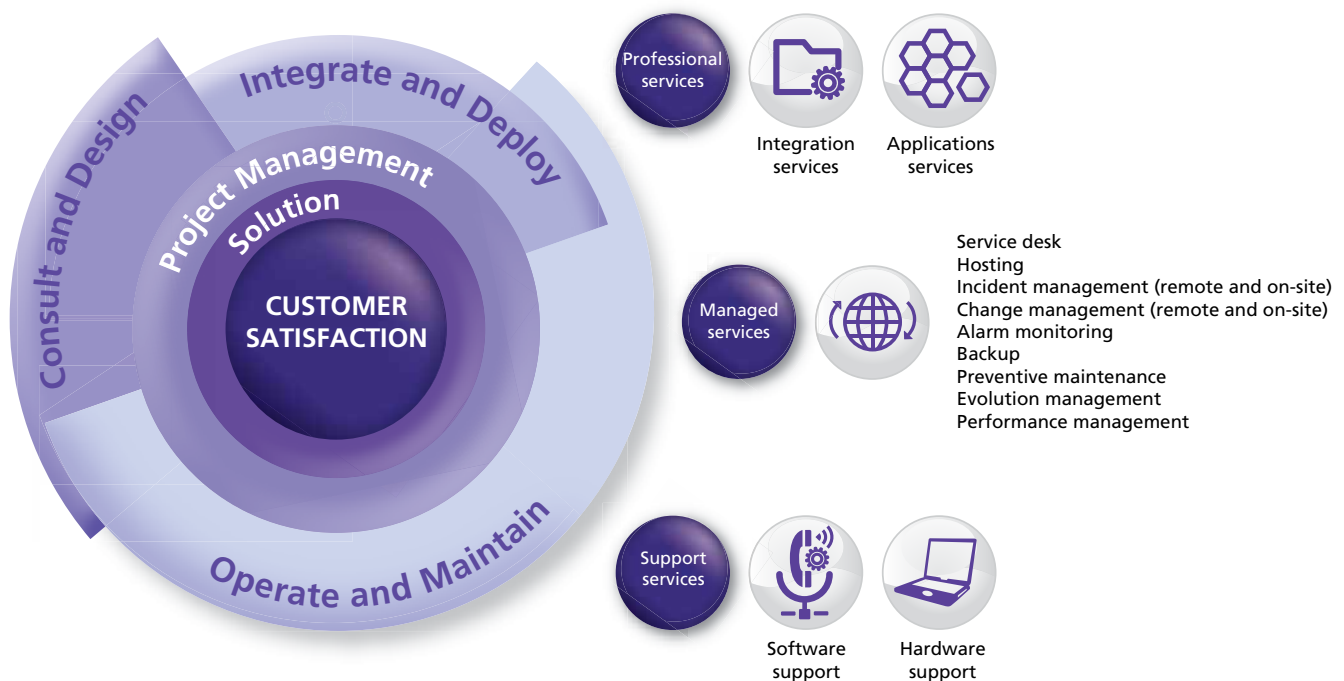 Consult and Design
Integrate and Deploy
Project Management
Solution
CUSTOMER
SATISFACTION
Operate and Maintain
Professional
services
Integration
services
Applications
services
Managed
services
Service desk
Hosting
Incident management (remote and on-site)
Change management (remote and on-site)
Alarm monitoring
Backup
Preventive maintenance
Evolution management
Performance management
Support
services
Software
support
Hardware
support